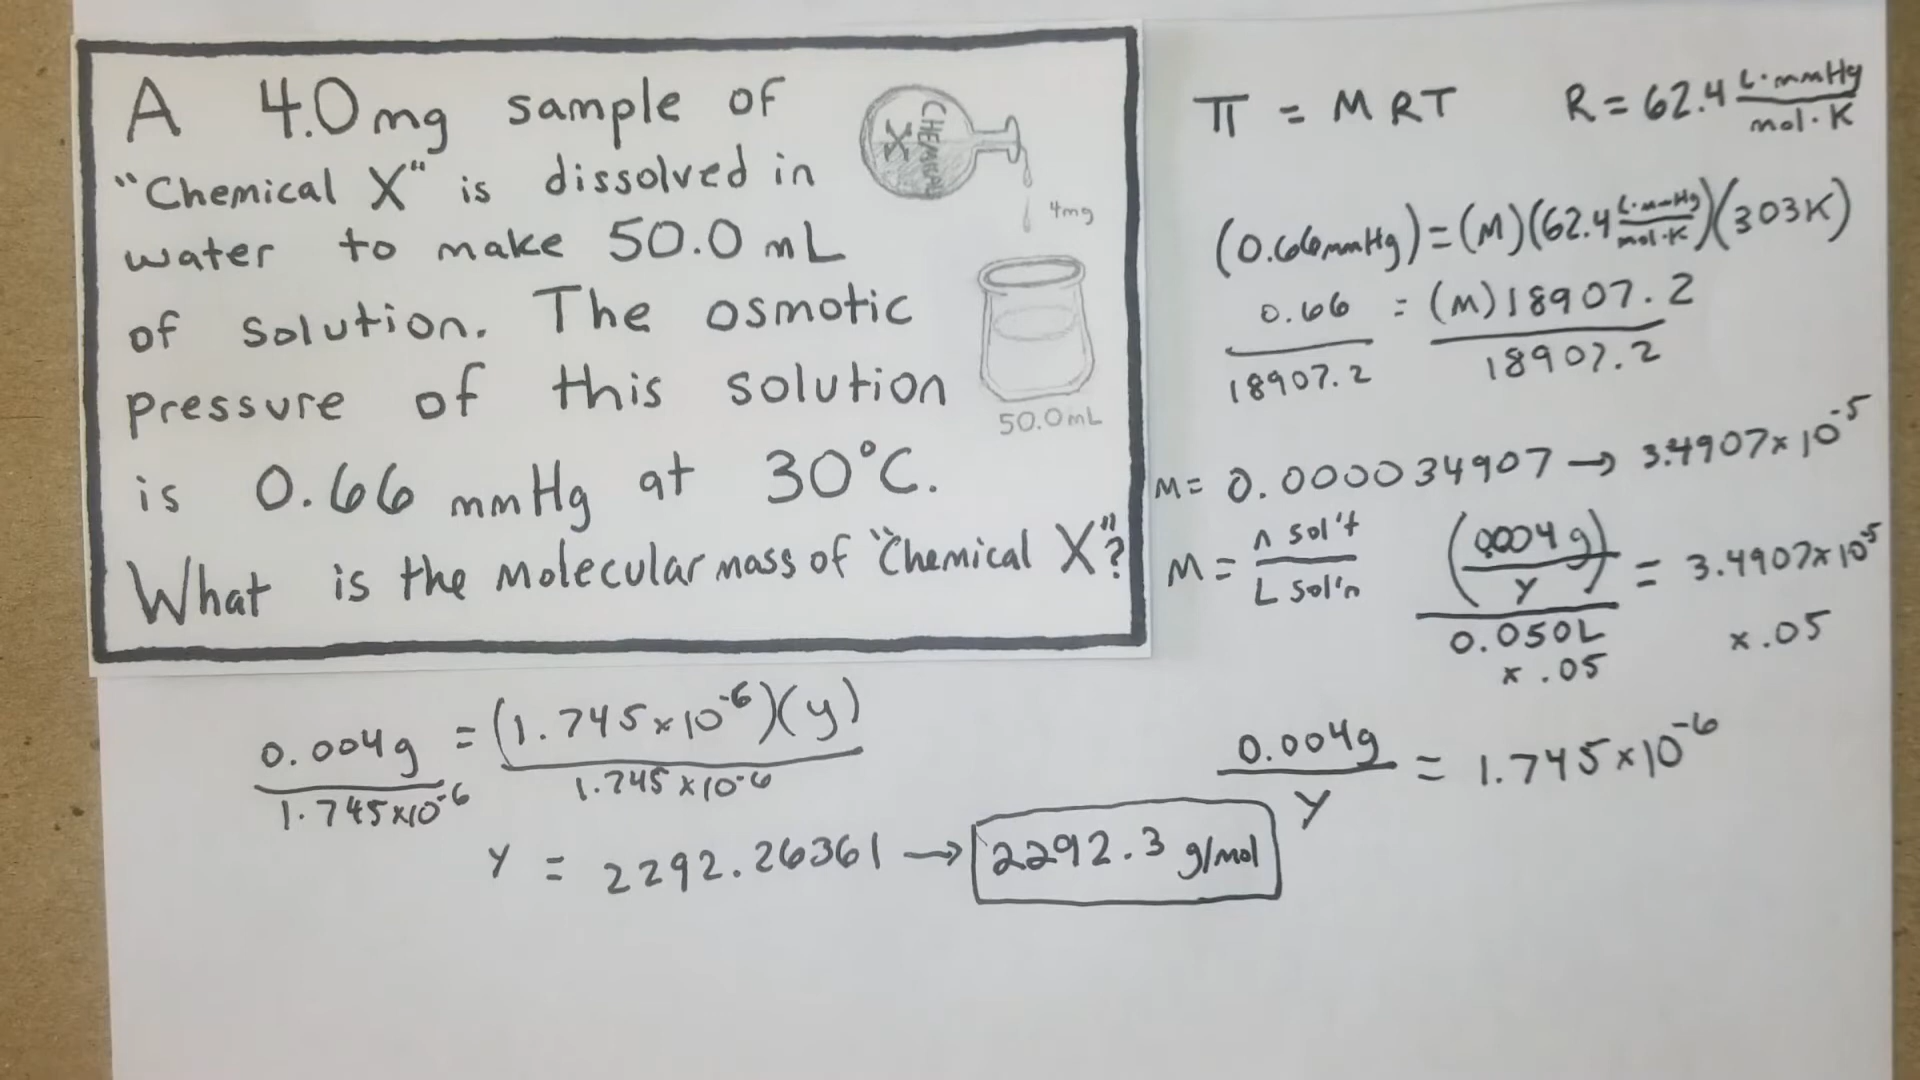 A 4.0mg sample of
"Chemical X" is dissolved in
water to make 50.0 mL
of solution. The osmotic
pressure of this solution
is 0.66 mmHg at 30°C.
What is the molecular mass of "Chemical X"?
CHEMICAL
X
4mg
50.0mL
π = MRT R = 62.4 L·mmHg/mol·K
(0.66mmHg) = (M)(62.4 L·mmHg/mol·K)(303K)
0.66 = (M)18907.2
18907.2 18907.2
M = 0.000034907 → 3.4907×10^-5
M = n sol't / L sol'n
(0.004g / y) = 3.4907×10^-5
0.050L
x .05 x .05
0.004g / y = 1.745×10^-6
0.004g = (1.745×10^-6)(y)
1.745×10^-6 1.745×10^-6
y = 2292.26361 → 2292.3 g/mol